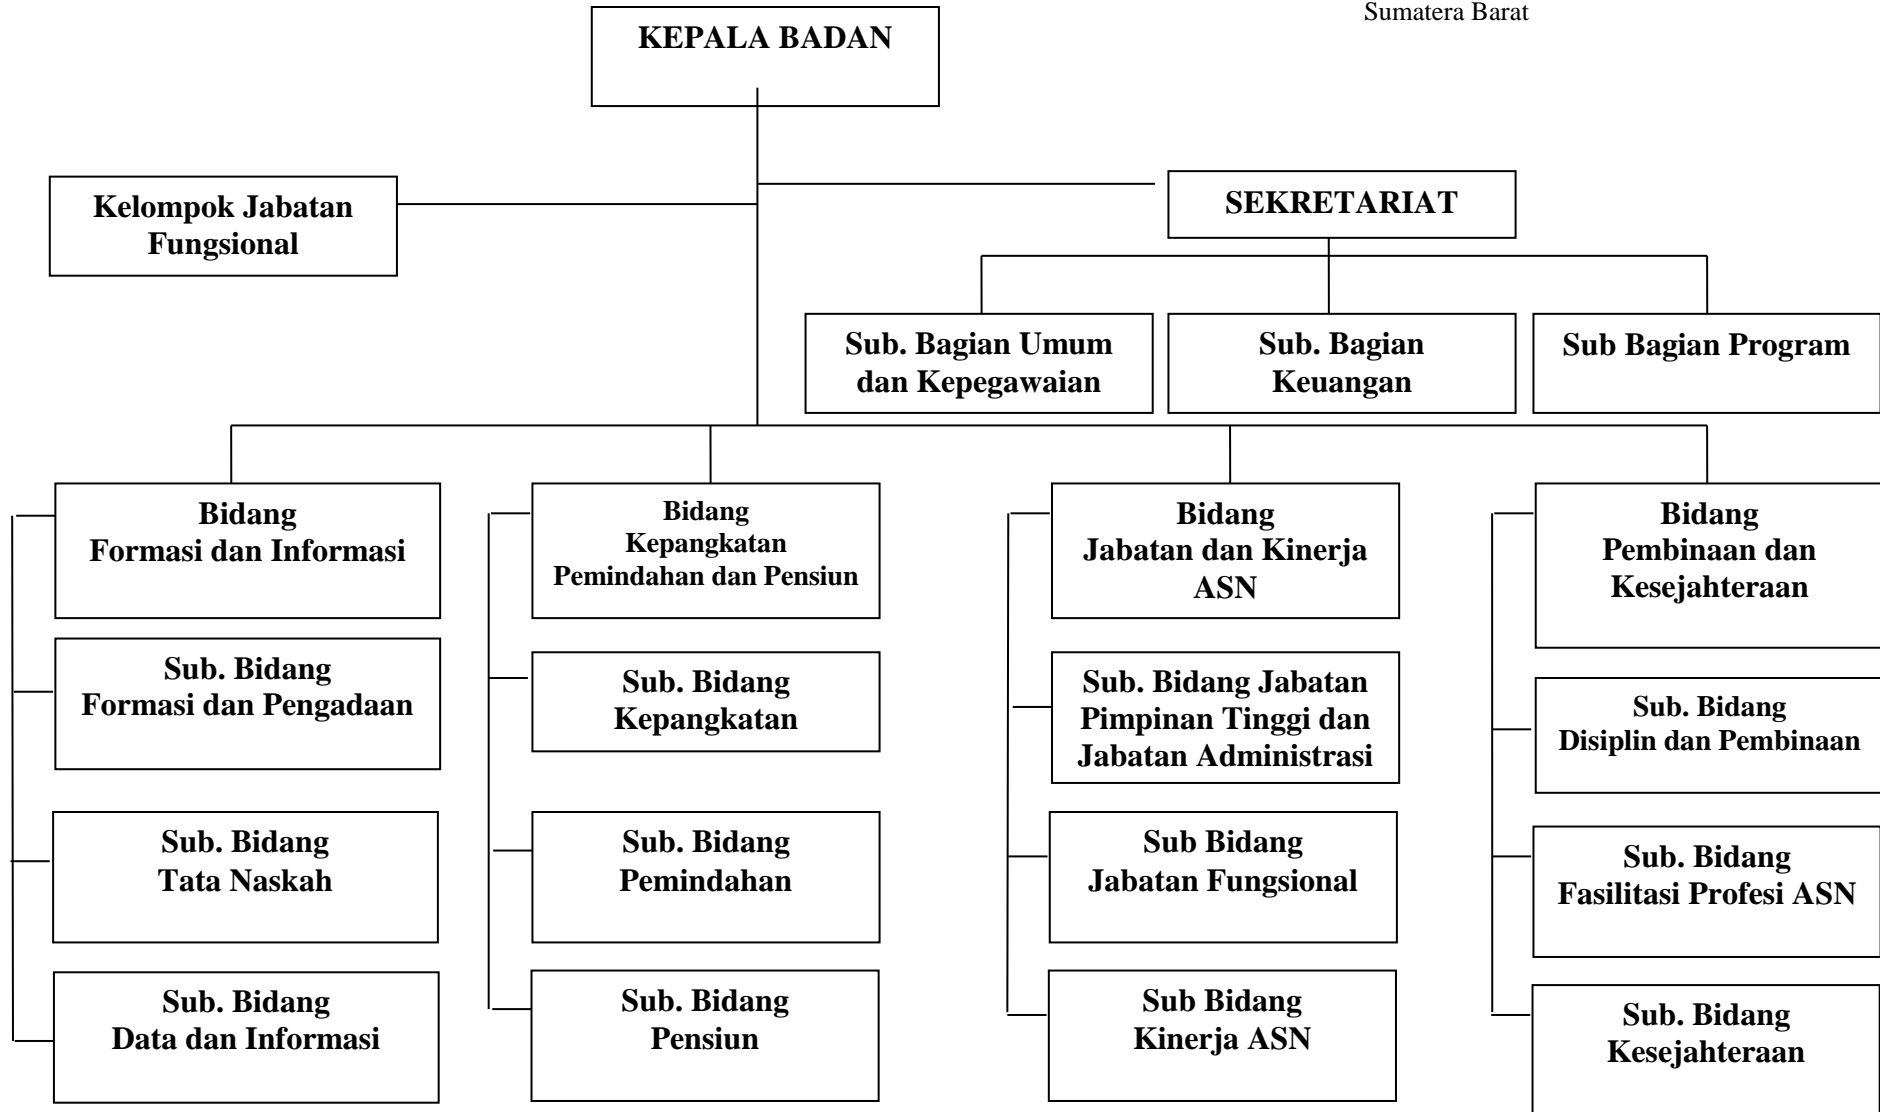 Sumatera Barat
KEPALA BADAN
Kelompok Jabatan
Fungsional
SEKRETARIAT
Sub. Bagian Umum
dan Kepegawaian
Sub. Bagian
Keuangan
Sub Bagian Program
Bidang
Formasi dan Informasi
Bidang
Kepangkatan
Pemindahan dan Pensiun
Bidang
Jabatan dan Kinerja
ASN
Bidang
Pembinaan dan
Kesejahteraan
Sub. Bidang
Formasi dan Pengadaan
Sub. Bidang
Kepangkatan
Sub. Bidang Jabatan
Pimpinan Tinggi dan
Jabatan Administrasi
Sub. Bidang
Disiplin dan Pembinaan
Sub. Bidang
Tata Naskah
Sub. Bidang
Pemindahan
Sub Bidang
Jabatan Fungsional
Sub. Bidang
Fasilitasi Profesi ASN
Sub. Bidang
Data dan Informasi
Sub. Bidang
Pensiun
Sub Bidang
Kinerja ASN
Sub. Bidang
Kesejahteraan